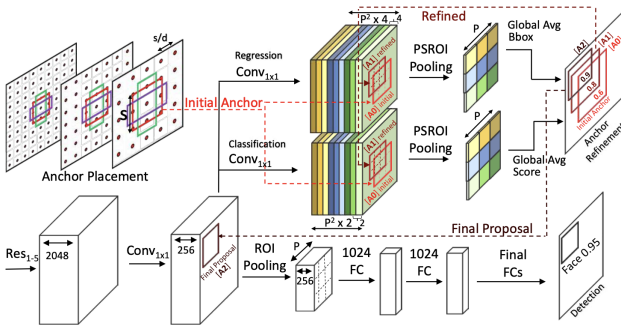 s/d
S
Anchor Placement
Initial Anchor
Regression
Conv1x1
Classification
Conv1x1
P² x 4
[A1] refined
[A0] initial
[A1] refined
[A0] initial
P² x 2
Refined
PSROI
Pooling
PSROI
Pooling
P
Global Avg
Bbox
Global Avg
Score
[A2]
[A1]
[A0]
0.9
0.8
0.6
Initial Anchor
Anchor
Refinement
Final Proposal
Res1-5
2048
Conv1x1
256
Final Proposal
[A2]
ROI
Pooling
P
256
1024
FC
1024
FC
Final
FCs
Face 0.95
Detection